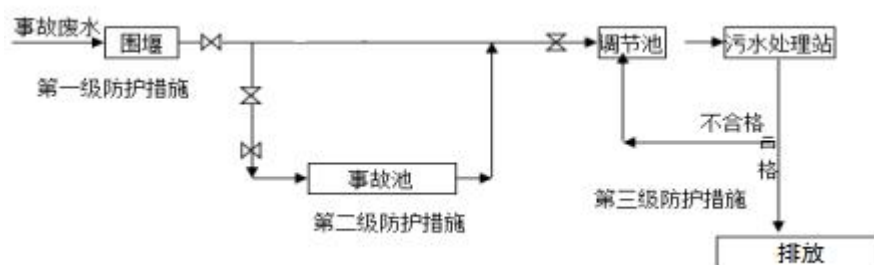 事故废水
围堰
调节池
污水处理站
第一级防护措施
不合格
合格
事故池
第二级防护措施
第三级防护措施
排放